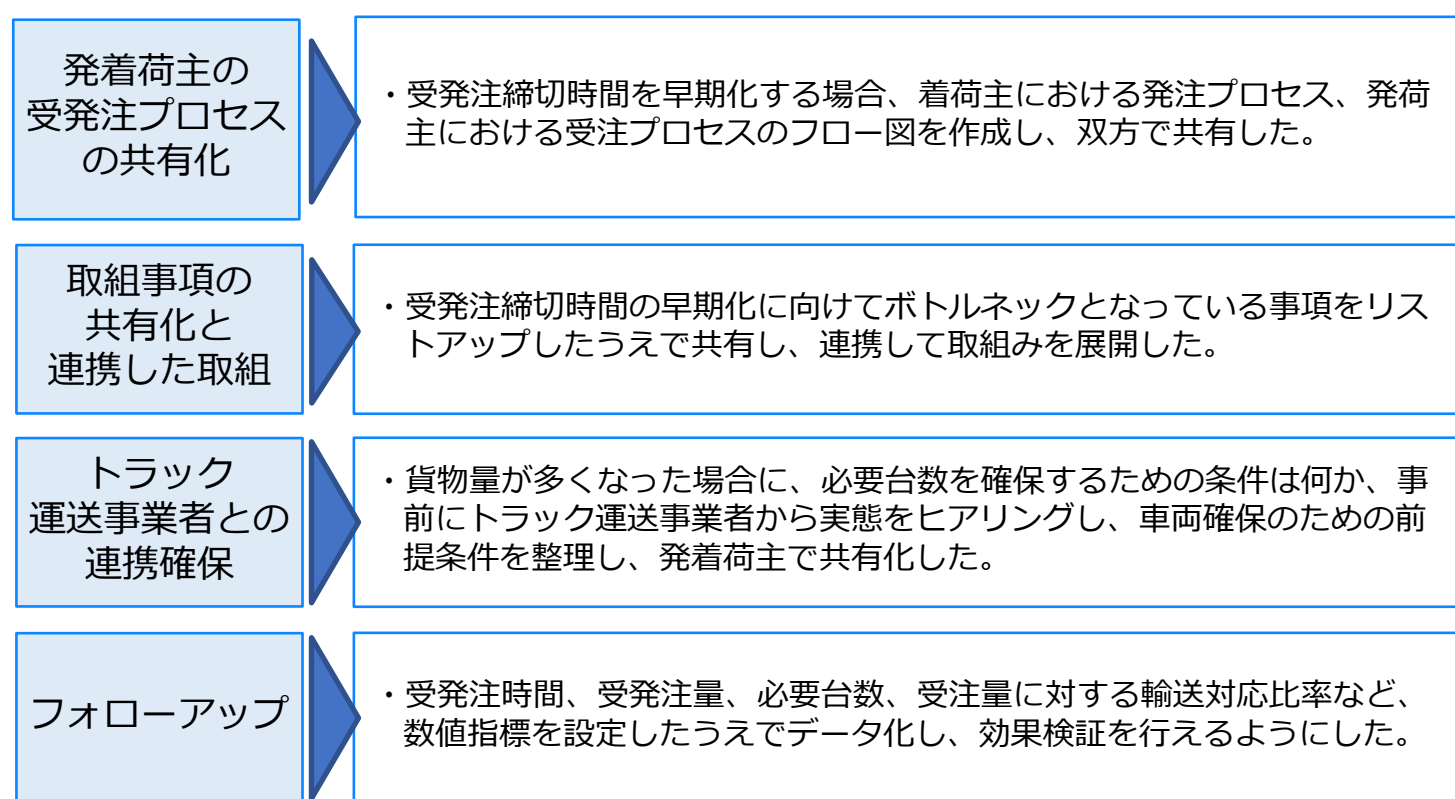 発着荷主の
受発注プロセス
の共有化
・受発注締切時間を早期化する場合、着荷主における発注プロセス、発荷
主における受注プロセスのフロー図を作成し、双方で共有した。
取組事項の
共有化と
連携した取組
・受発注締切時間の早期化に向けてボトルネックとなっている事項をリス
トアップしたうえで共有し、連携して取組みを展開した。
トラック
運送事業者との
連携確保
・貨物量が多くなった場合に、必要台数を確保するための条件は何か、事
前にトラック運送事業者から実態をヒアリングし、車両確保のための前
提条件を整理し、発着荷主で共有化した。
フォローアップ
・受発注時間、受発注量、必要台数、受注量に対する輸送対応比率など、
数値指標を設定したうえでデータ化し、効果検証を行えるようにした。